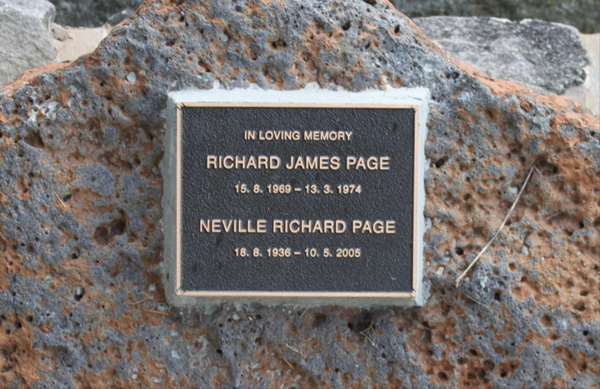 IN LOVING MEMORY
RICHARD JAMES PAGE
15. 8. 1969 – 13. 3. 1974
NEVILLE RICHARD PAGE
18. 8. 1936 – 10. 5. 2005